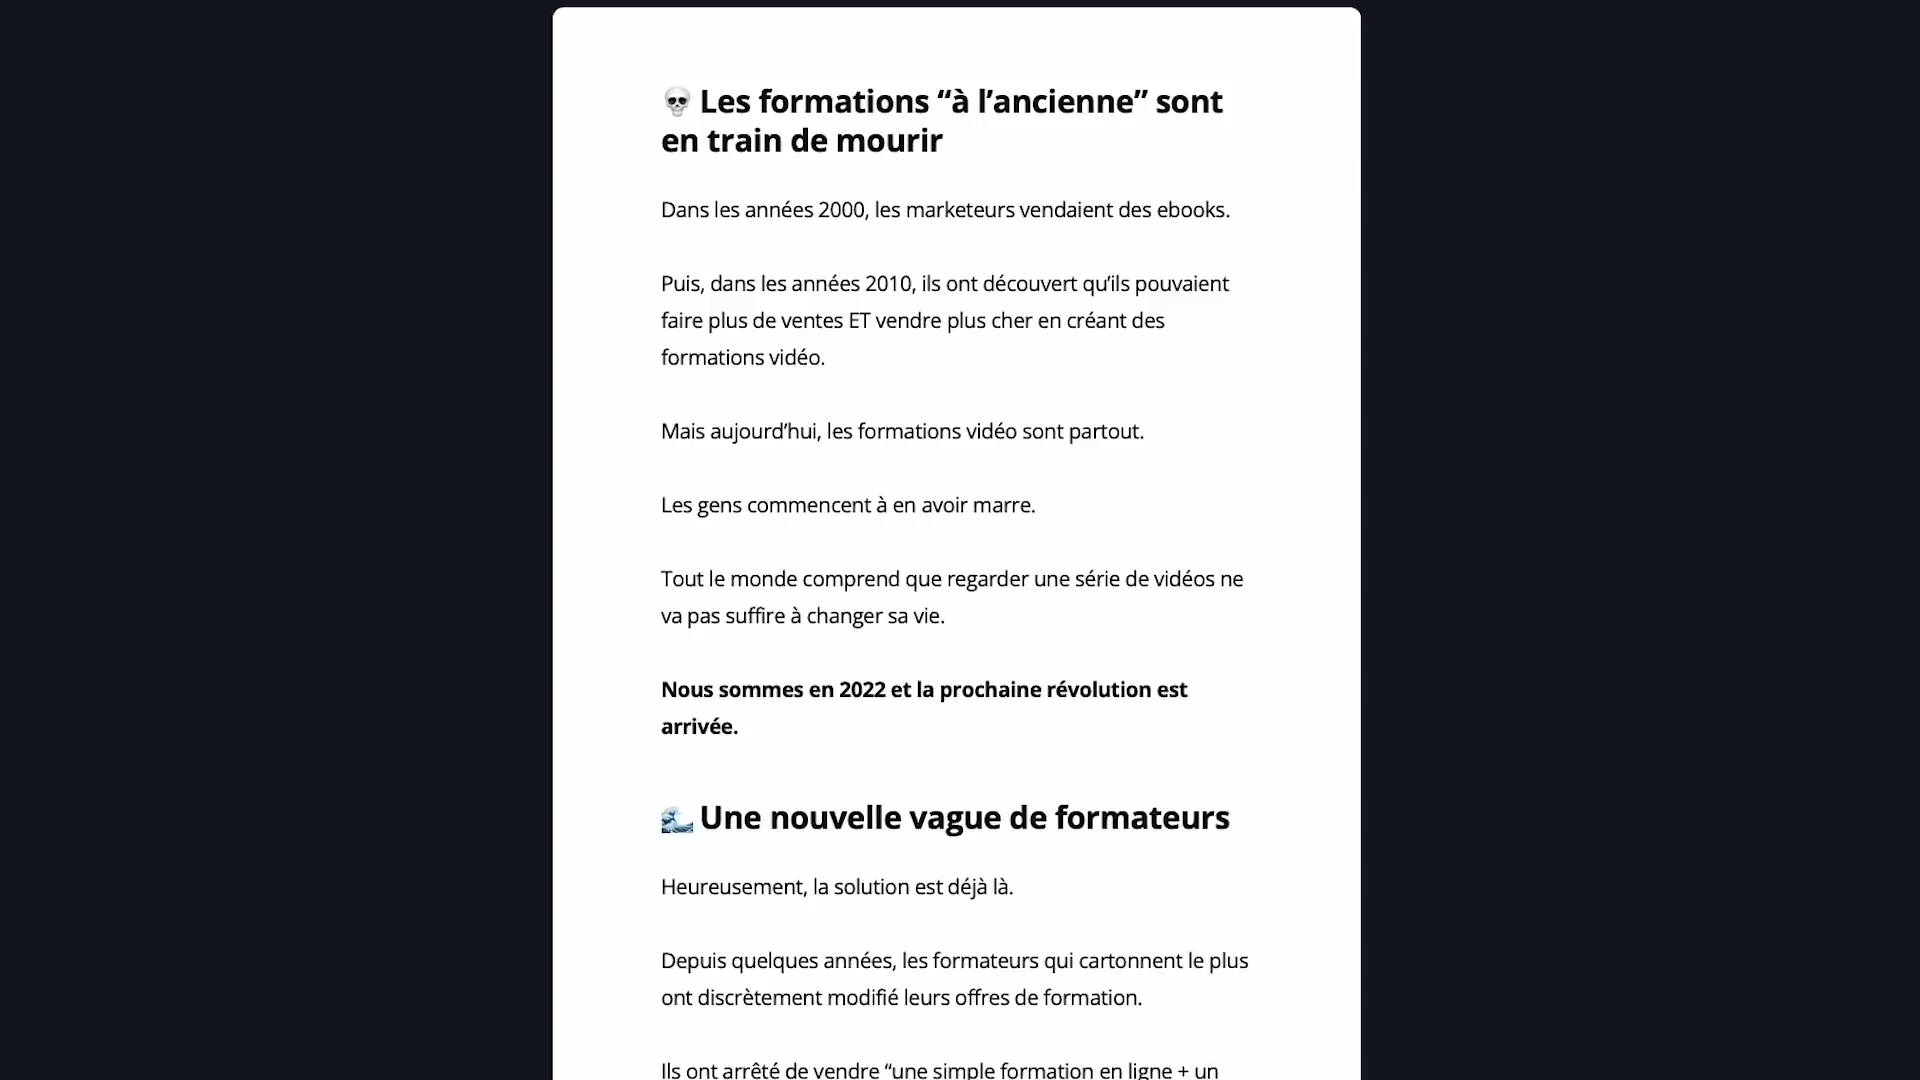 💀 Les formations “à l’ancienne” sont
en train de mourir
Dans les années 2000, les marketeurs vendaient des ebooks.
Puis, dans les années 2010, ils ont découvert qu’ils pouvaient
faire plus de ventes ET vendre plus cher en créant des
formations vidéo.
Mais aujourd’hui, les formations vidéo sont partout.
Les gens commencent à en avoir marre.
Tout le monde comprend que regarder une série de vidéos ne
va pas suffire à changer sa vie.
Nous sommes en 2022 et la prochaine révolution est
arrivée.
🌊 Une nouvelle vague de formateurs
Heureusement, la solution est déjà là.
Depuis quelques années, les formateurs qui cartonnent le plus
ont discrètement modifié leurs offres de formation.
Ils ont arrêté de vendre “une simple formation en ligne + un